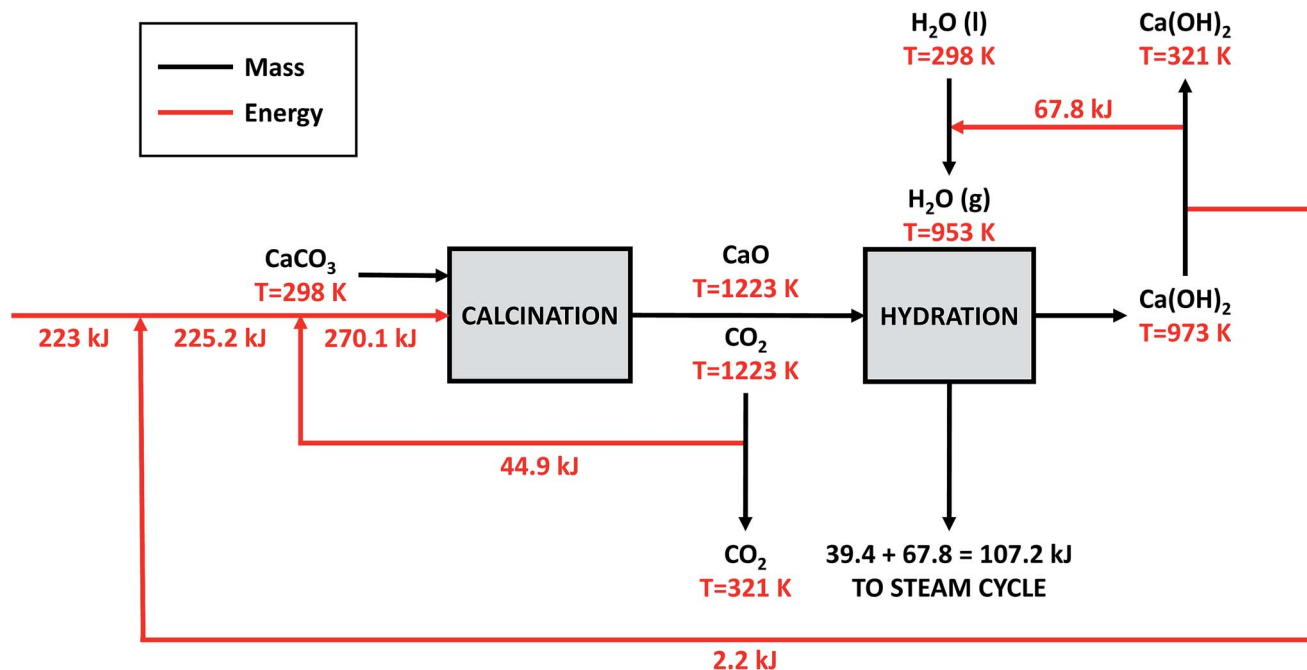 Mass
Energy
H₂O (l)
T=298 K
Ca(OH)₂
T=321 K
67.8 kJ
H₂O (g)
T=953 K
CaCO₃
T=298 K
CaO
T=1223 K
CALCINATION
HYDRATION
223 kJ
225.2 kJ
270.1 kJ
CO₂
T=1223 K
Ca(OH)₂
T=973 K
44.9 kJ
CO₂
T=321 K
39.4 + 67.8 = 107.2 kJ
TO STEAM CYCLE
2.2 kJ